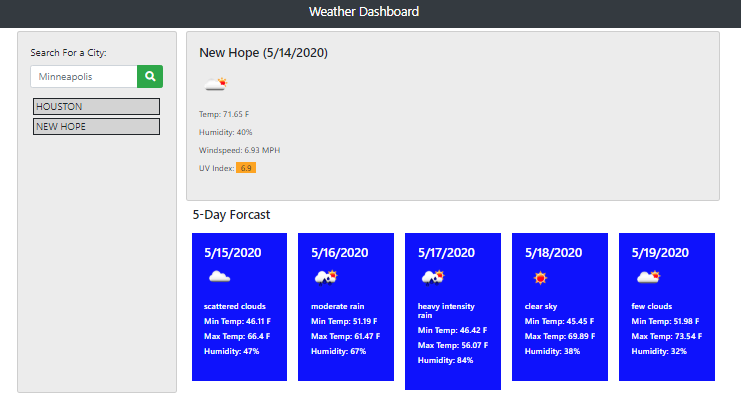 Weather Dashboard
Search For a City:
Minneapolis
HOUSTON
NEW HOPE
New Hope (5/14/2020)
Temp: 71.65 F
Humidity: 40%
Windspeed: 6.93 MPH
UV Index: 6.9
5-Day Forcast
5/15/2020
scattered clouds
Min Temp: 46.11 F
Max Temp: 66.4 F
Humidity: 47%
5/16/2020
moderate rain
Min Temp: 51.19 F
Max Temp: 61.47 F
Humidity: 67%
5/17/2020
heavy intensity
rain
Min Temp: 46.42 F
Max Temp: 56.07 F
Humidity: 84%
5/18/2020
clear sky
Min Temp: 45.45 F
Max Temp: 69.89 F
Humidity: 38%
5/19/2020
few clouds
Min Temp: 51.98 F
Max Temp: 73.54 F
Humidity: 32%